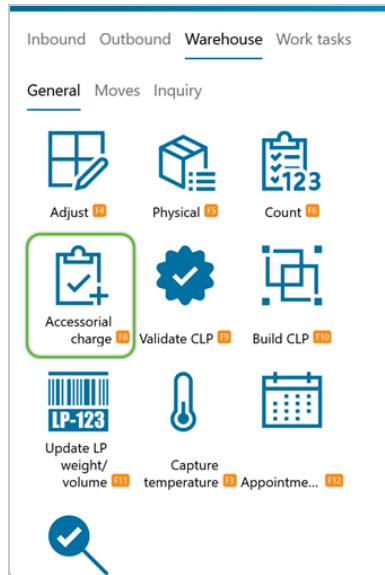 Inbound Outbound Warehouse Work tasks
General Moves Inquiry
123
Adjust F4 Physical F5 Count F6
Accessorial
charge F8 Validate CLP F9 Build CLP F10
LP-123
Update LP
weight/ Capture
volume F11 temperature F3 Appointme... F12